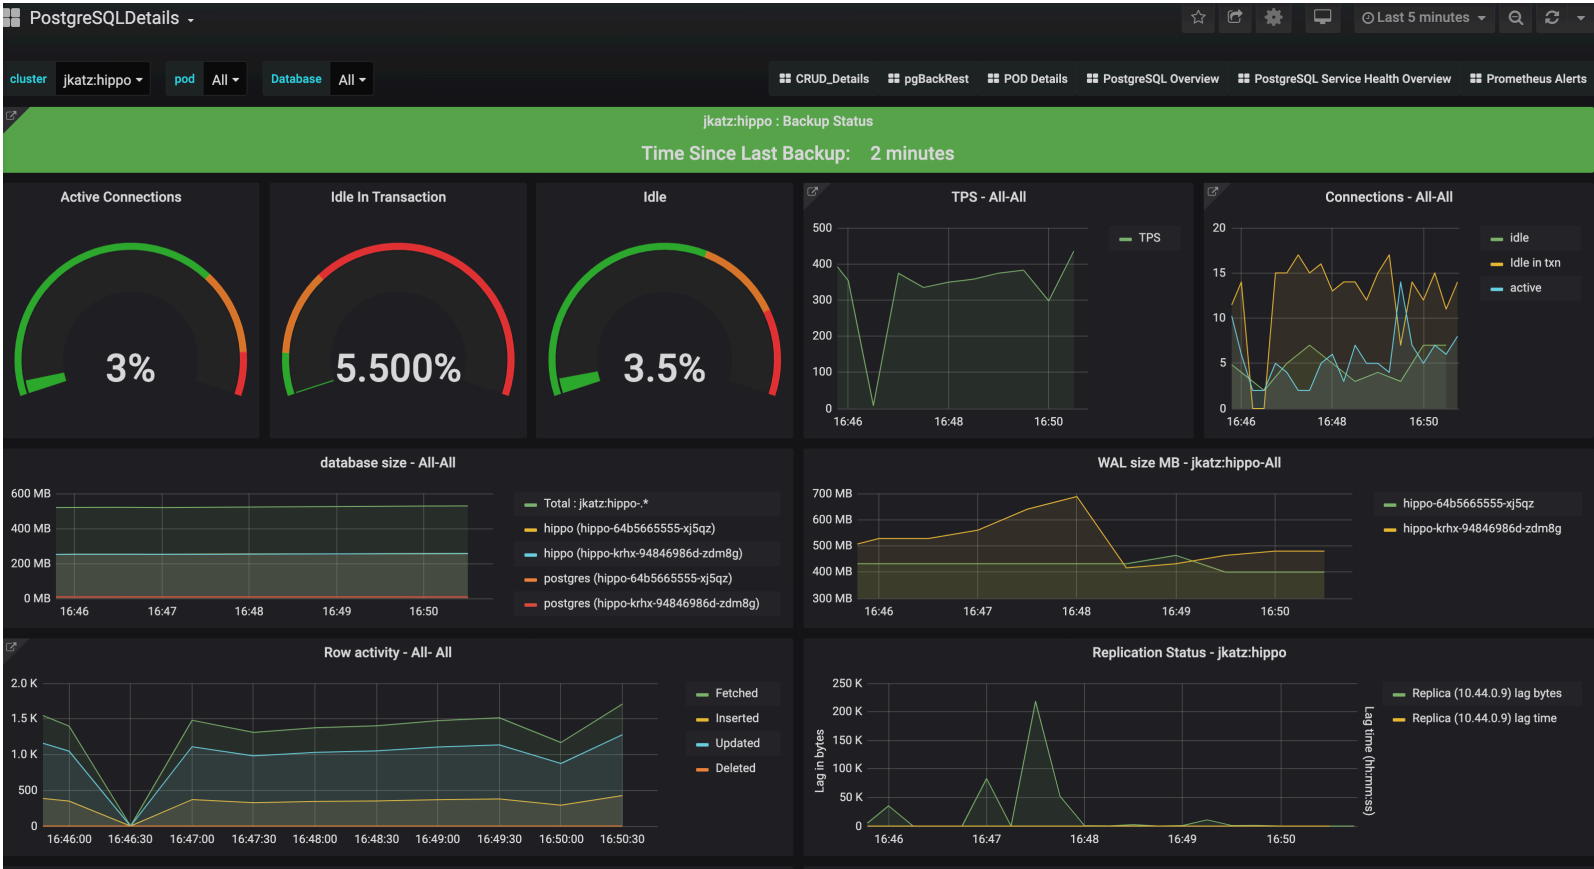 PostgreSQLDetails
Last 5 minutes
cluster jkatz:hippo pod All Database All
CRUD_Details pgBackRest POD Details PostgreSQL Overview PostgreSQL Service Health Overview Prometheus Alerts
jkatz:hippo : Backup Status
Time Since Last Backup: 2 minutes
Active Connections
3%
Idle In Transaction
5.500%
Idle
3.5%
TPS - All-All
500
400
300
200
100
0
16:46 16:48 16:50
TPS
Connections - All-All
20
15
10
5
0
16:46 16:48 16:50
idle
Idle in txn
active
database size - All-All
600 MB
400 MB
200 MB
0 MB
16:46 16:47 16:48 16:49 16:50
Total : jkatz:hippo-.*
hippo (hippo-64b5665555-xj5qz)
hippo (hippo-krhx-94846986d-zdm8g)
postgres (hippo-64b5665555-xj5qz)
postgres (hippo-krhx-94846986d-zdm8g)
WAL size MB - jkatz:hippo-All
700 MB
600 MB
500 MB
400 MB
300 MB
16:46 16:47 16:48 16:49 16:50
hippo-64b5665555-xj5qz
hippo-krhx-94846986d-zdm8g
Row activity - All- All
2.0 K
1.5 K
1.0 K
500
0
16:46:00 16:46:30 16:47:00 16:47:30 16:48:00 16:48:30 16:49:00 16:49:30 16:50:00 16:50:30
Fetched
Inserted
Updated
Deleted
Replication Status - jkatz:hippo
Lag in bytes
250 K
200 K
150 K
100 K
50 K
0
16:46 16:47 16:48 16:49 16:50
Lag time (hh:mm:ss)
Replica (10.44.0.9) lag bytes
Replica (10.44.0.9) lag time